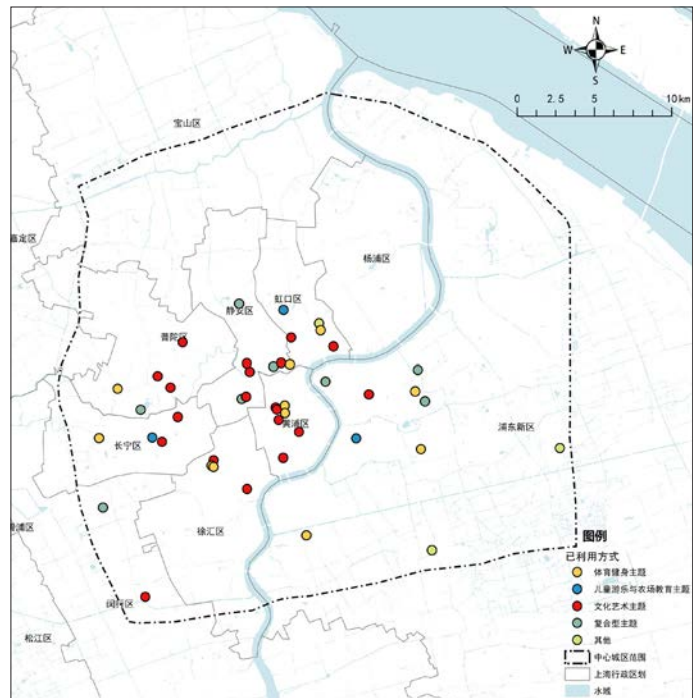 N
W E
S
0 2.5 5 10km
宝山区
嘉定区
杨浦区
虹口区
静安区
普陀区
黄浦区
浦东新区
长宁区
徐汇区
青浦区
闵行区
松江区
图例
已利用方式
体育健身主题
儿童游乐与农场教育主题
文化艺术主题
复合型主题
其他
中心城区范围
上海行政区划
水域